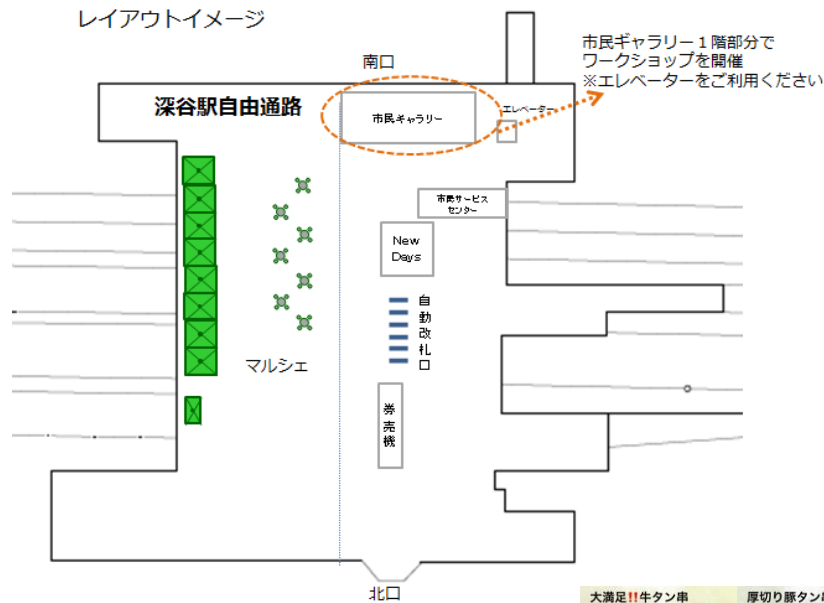 レイアウトイメージ
南口
市民ギャラリー１階部分で
ワークショップを開催
※エレベーターをご利用ください
深谷駅自由通路
市民ギャラリー
エレベーター
市民サービス
センター
New
Days
自動改札口
マルシェ
券売機
北口
大満足!!牛タン串
厚切り豚タン